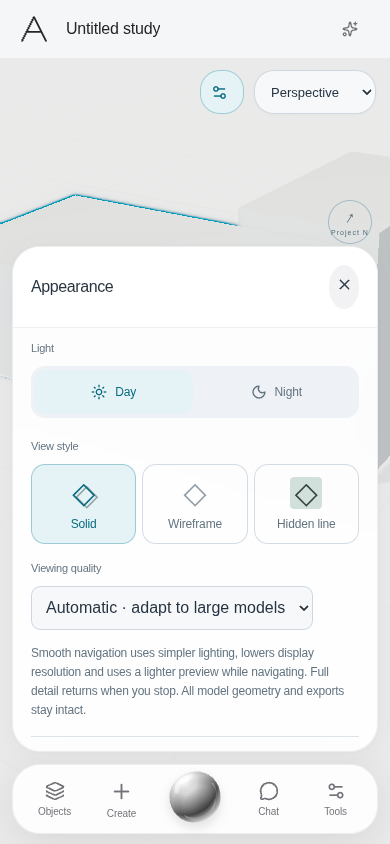 Untitled study
Perspective
Project N
Appearance
Light
Day
Night
View style
Solid
Wireframe
Hidden line
Viewing quality
Automatic · adapt to large models
Smooth navigation uses simpler lighting, lowers display
resolution and uses a lighter preview while navigating. Full
detail returns when you stop. All model geometry and exports
stay intact.
Objects
Create
Chat
Tools